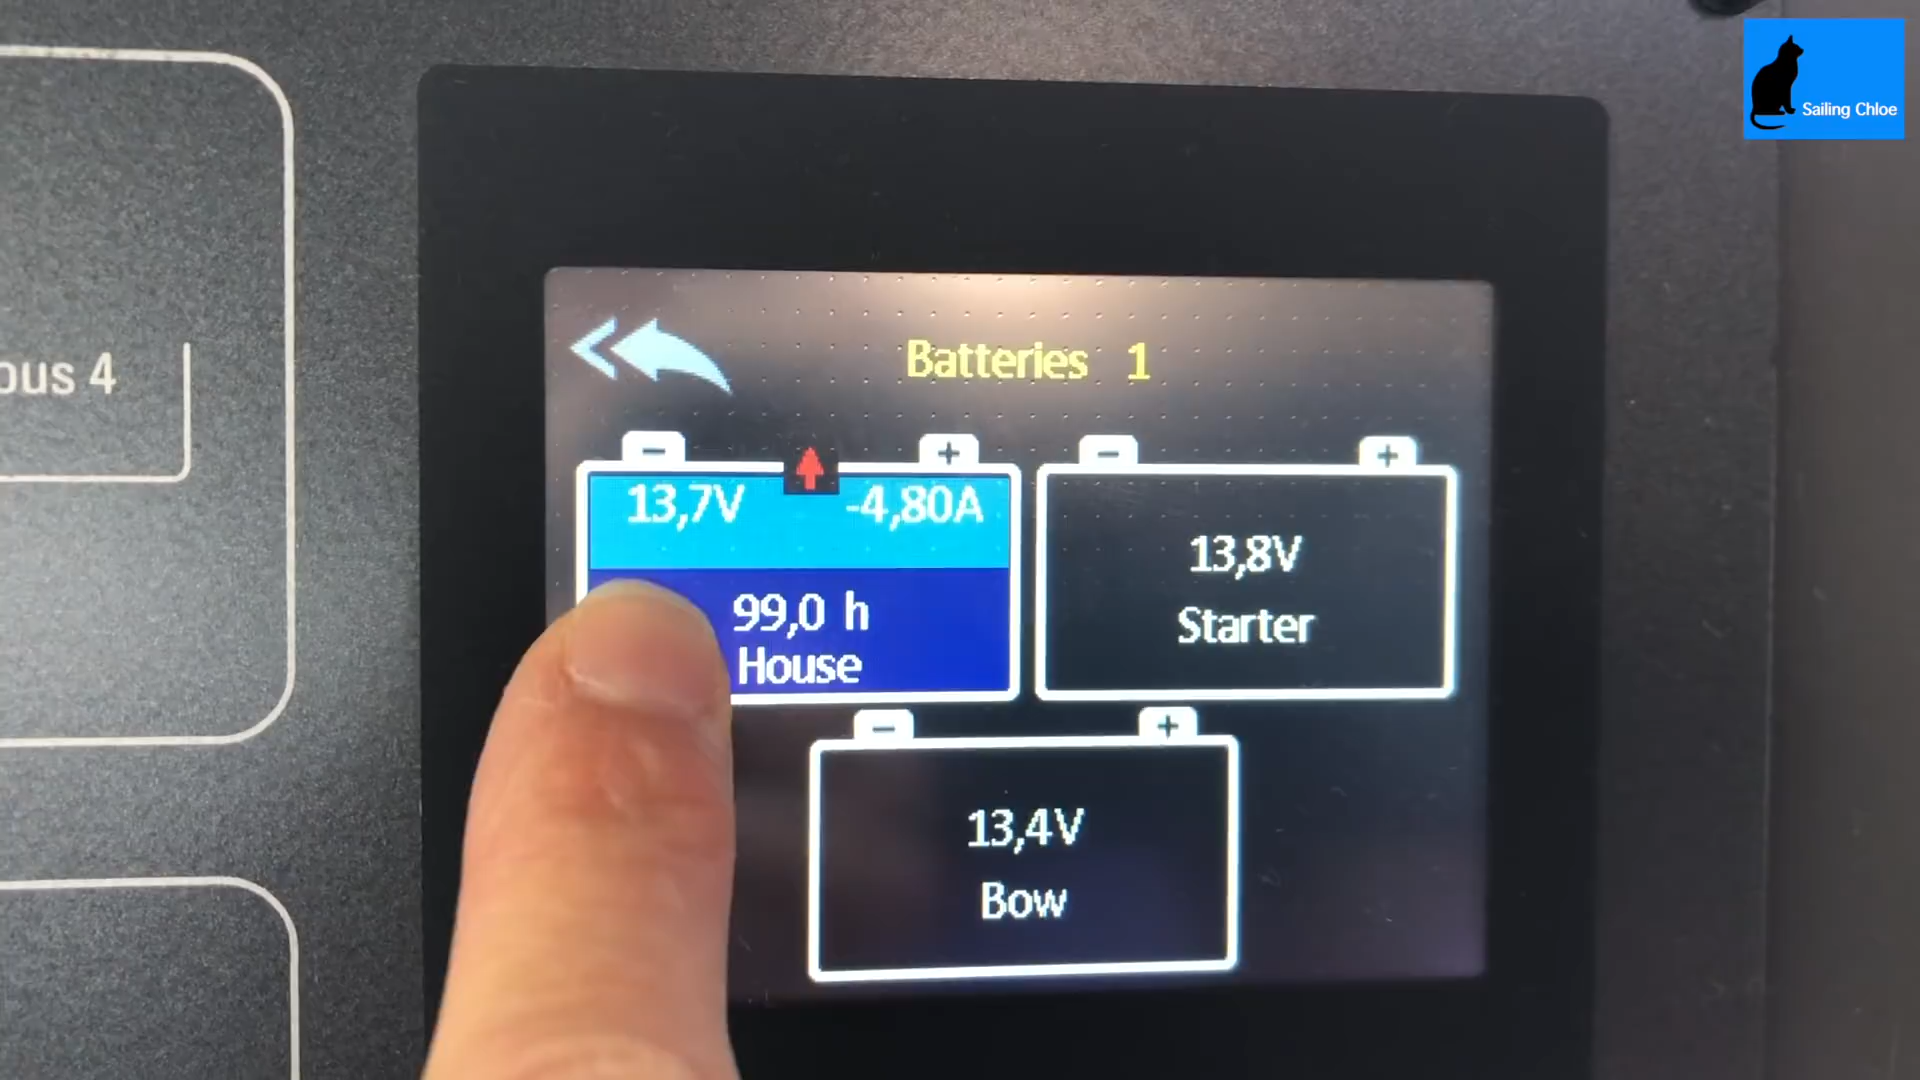 Sailing Chloe
ous 4
Batteries 1
- + - +
13,7V -4,80A
99,0 h
House
13,8V
Starter
- +
13,4V
Bow